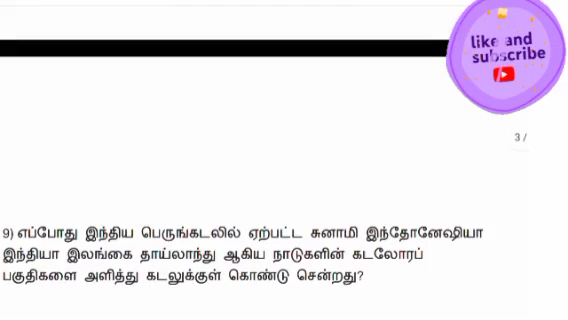 like and
subscribe
3 /
9) எப்போது இந்திய பெருங்கடலில் ஏற்பட்ட சுனாமி இந்தோனேஷியா
இந்தியா இலங்கை தாய்லாந்து ஆகிய நாடுகளின் கடலோரப்
பகுதிகளை அளித்து கடலுக்குள் கொண்டு சென்றது?